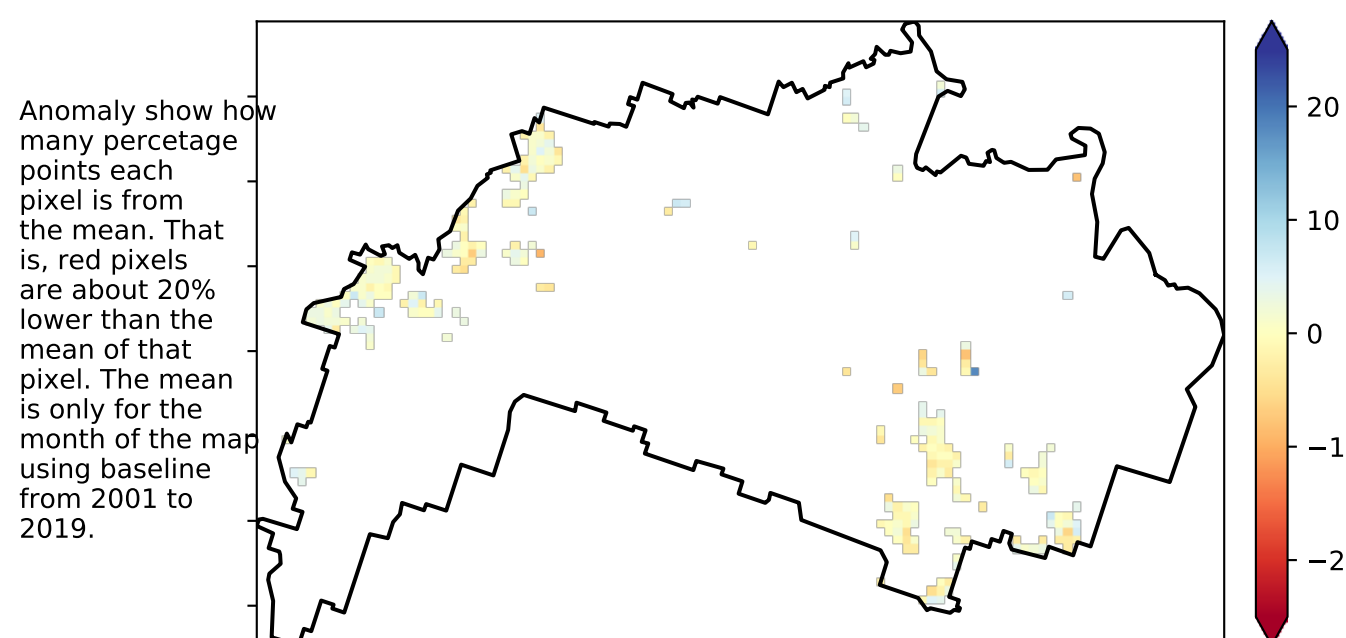 Anomaly show how
many percetage
points each
pixel is from
the mean. That
is, red pixels
are about 20%
lower than the
mean of that
pixel. The mean
is only for the
month of the map
using baseline
from 2001 to
2019.
20
10
0
−1
−2